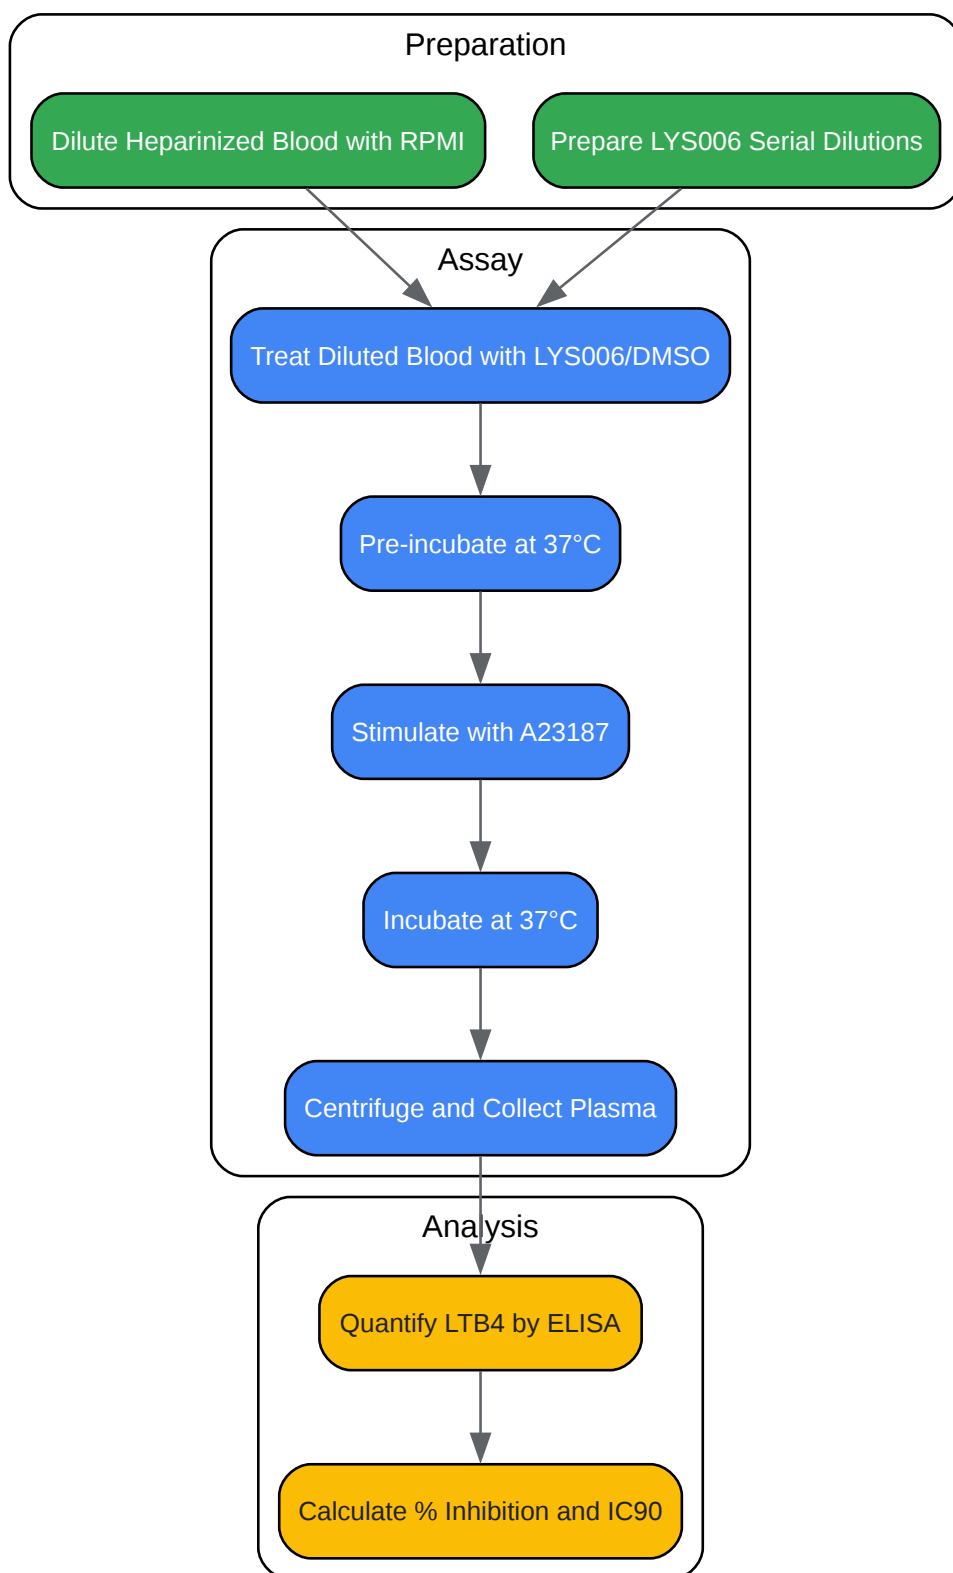 Preparation
Dilute Heparinized Blood with RPMI
Prepare LYS006 Serial Dilutions
Assay
Treat Diluted Blood with LYS006/DMSO
Pre-incubate at 37°C
Stimulate with A23187
Incubate at 37°C
Centrifuge and Collect Plasma
Analysis
Quantify LTB4 by ELISA
Calculate % Inhibition and IC90